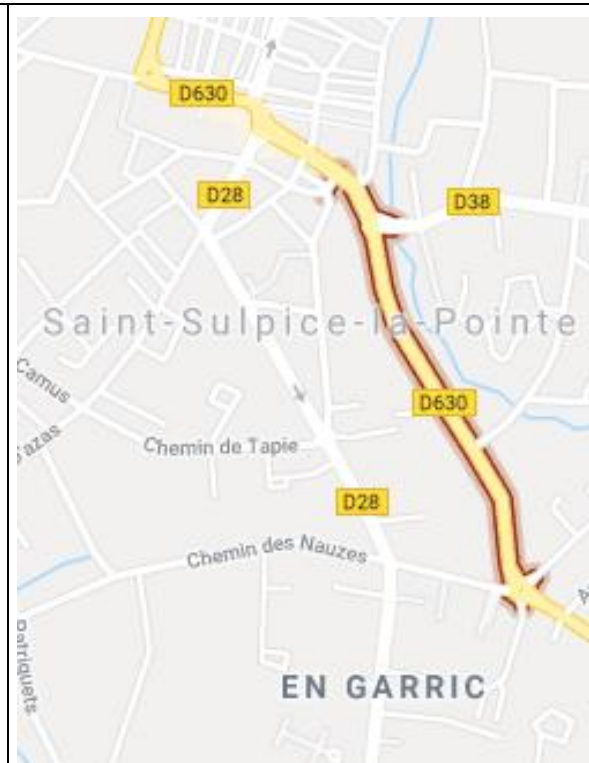 D630
D28
D38
Saint-Sulpice-la-Pointe
Camus
D630
Chemin de Tapie
D28
Chemin des Nauzes
EN GARRIC